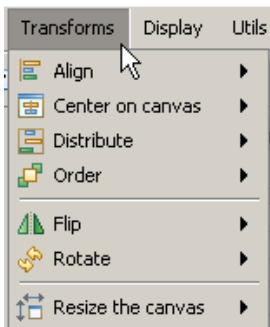 Transforms Display Utils
Align
Center on canvas
Distribute
Order
Flip
Rotate
Resize the canvas